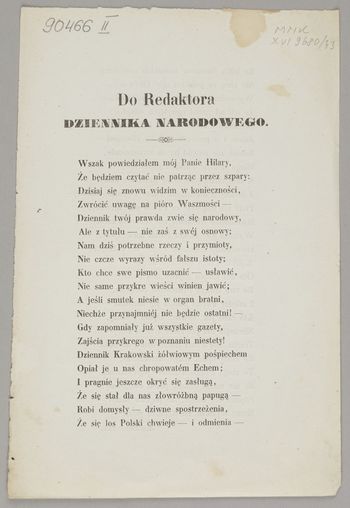 90466 II
MNK
XVI 9680/33
Do Redaktora
DZIENNIKA NARODOWEGO.
Wszak powiedziałem mój Panie Hilary,
Że będziem czytać nie patrząc przez szpary:
Dzisiaj się znowu widzim w konieczności,
Zwrócić uwagę na pióro Waszmości —
Dziennik twój prawda zwie się narodowy,
Ale z tytułu — nie zaś z swéj osnowy;
Nam dziś potrzebne rzeczy i przymioty,
Nie czcze wyrazy wśród fałszu istoty;
Kto chce swe pismo uzacnić — usławić,
Nie same przykre wieści winien jawić;
A jeśli smutek niesie w organ bratni,
Niechże przynajmniéj nie będzie ostatni! —
Gdy zapomniały już wszystkie gazety,
Zajścia przykrego w poznaniu niestety!
Dziennik Krakowski żółwiowym pośpiechem
Opiał je u nas chropowatém Echem;
I pragnie jeszcze okryć się zasługą,
Że się stał dla nas złowróżbną papugą —
Robi domysły — dziwne spostrzeżenia,
Że się los Polski chwieje — i odmienia —